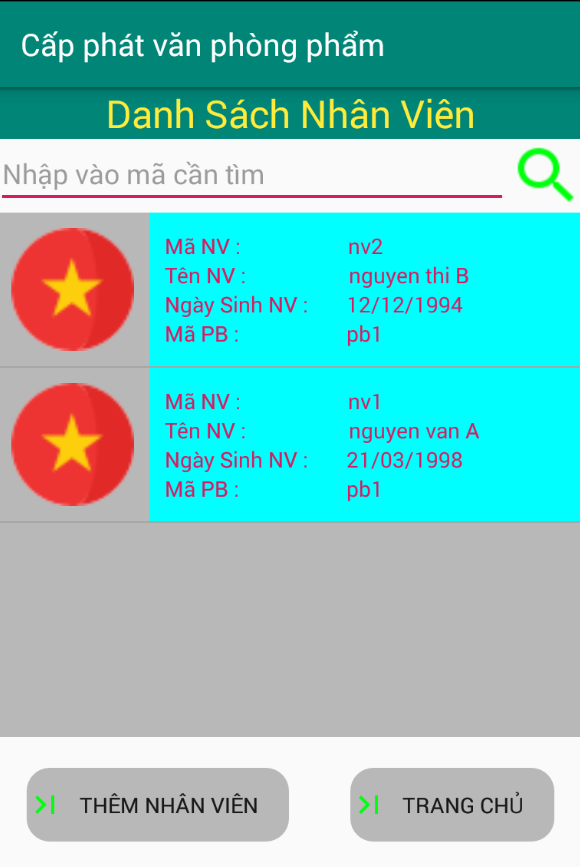 Cấp phát văn phòng phẩm
Danh Sách Nhân Viên
Nhập vào mã cần tìm
Mã NV : nv2
Tên NV : nguyen thi B
Ngày Sinh NV : 12/12/1994
Mã PB : pb1
Mã NV : nv1
Tên NV : nguyen van A
Ngày Sinh NV : 21/03/1998
Mã PB : pb1
THÊM NHÂN VIÊN TRANG CHỦ